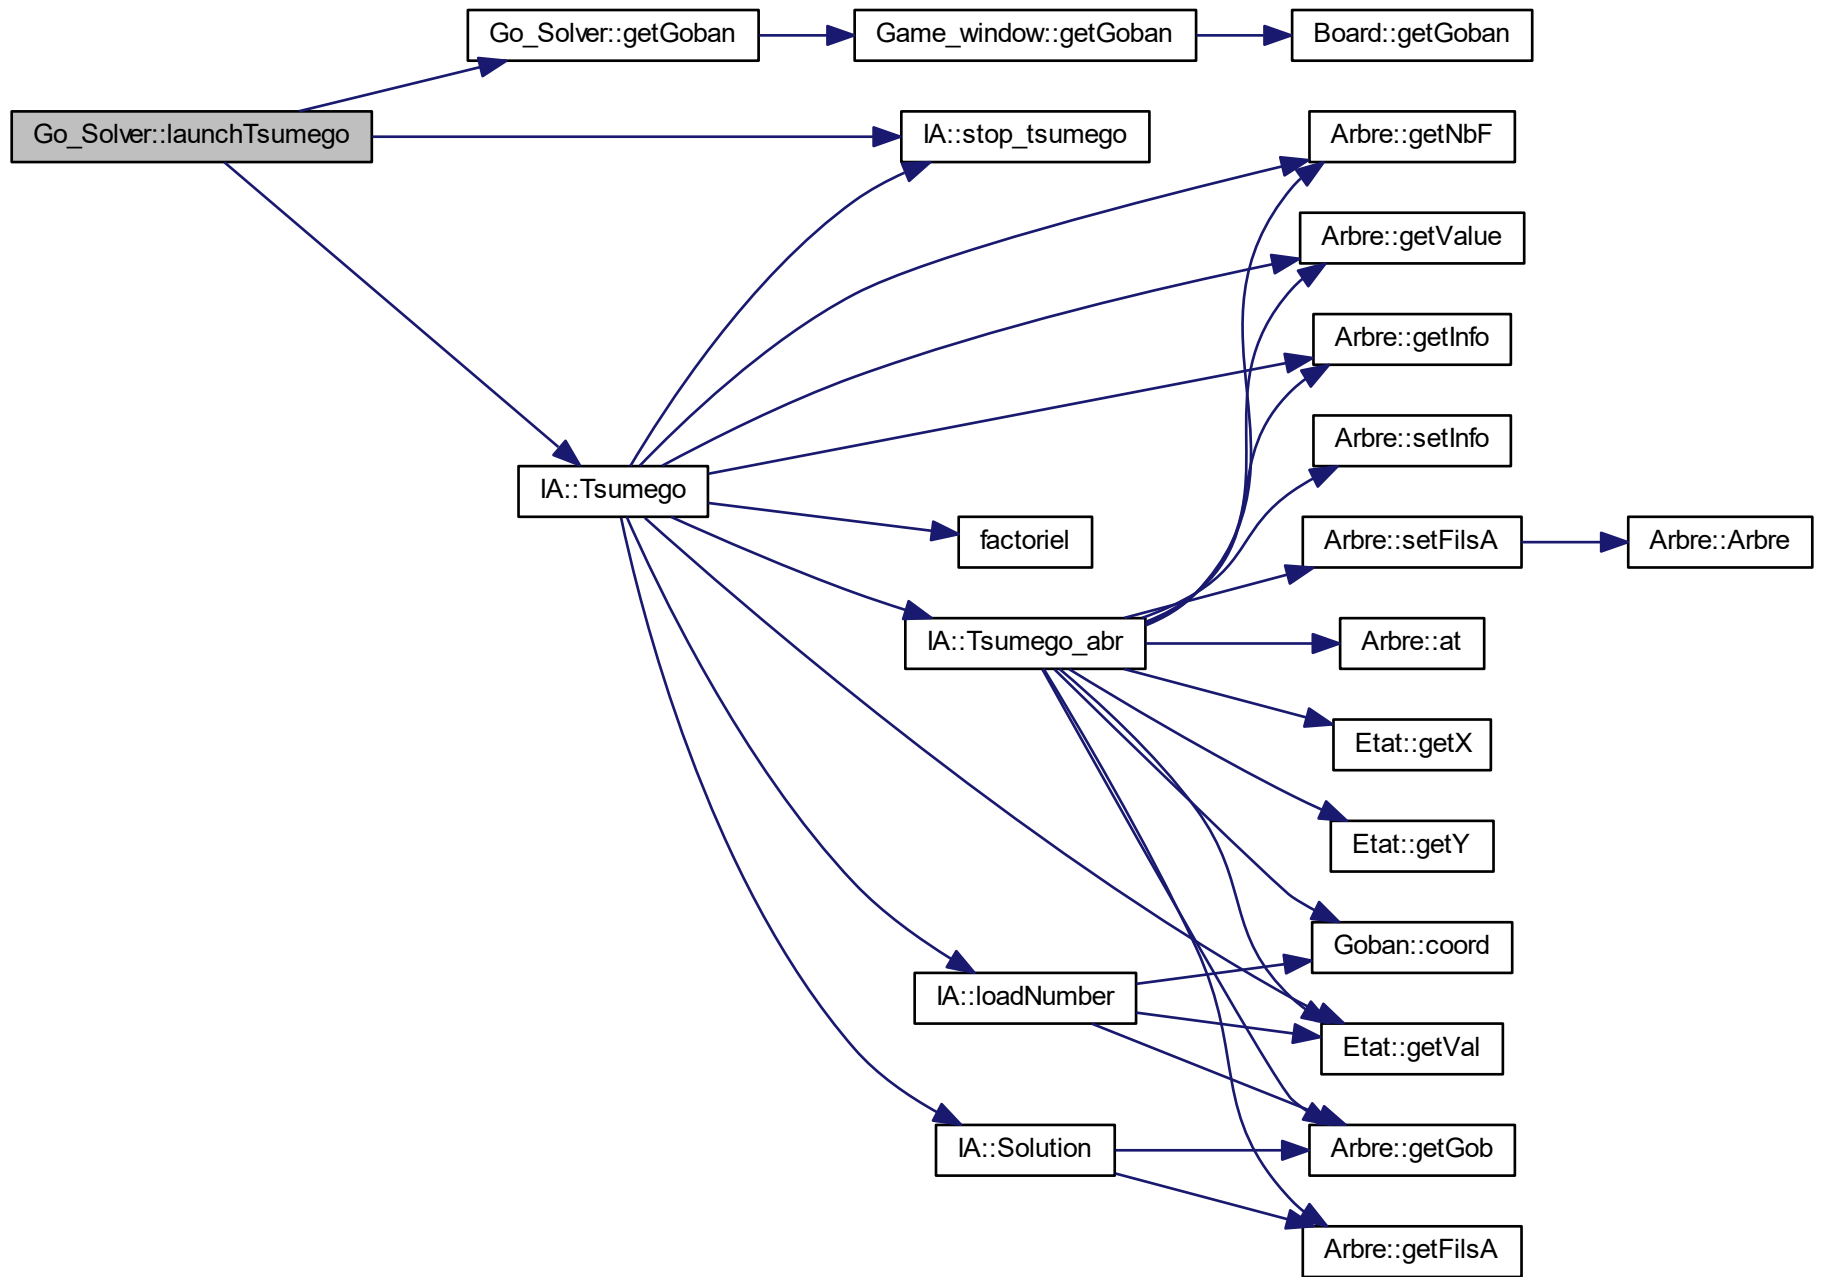 Go_Solver::getGoban
Game_window::getGoban
Board::getGoban
Go_Solver::launchTsumego
IA::stop_tsumego
Arbre::getNbF
Arbre::getValue
Arbre::getInfo
Arbre::setInfo
IA::Tsumego
factoriel
Arbre::setFilsA
Arbre::Arbre
IA::Tsumego_abr
Arbre::at
Etat::getX
Etat::getY
Goban::coord
IA::loadNumber
Etat::getVal
IA::Solution
Arbre::getGob
Arbre::getFilsA